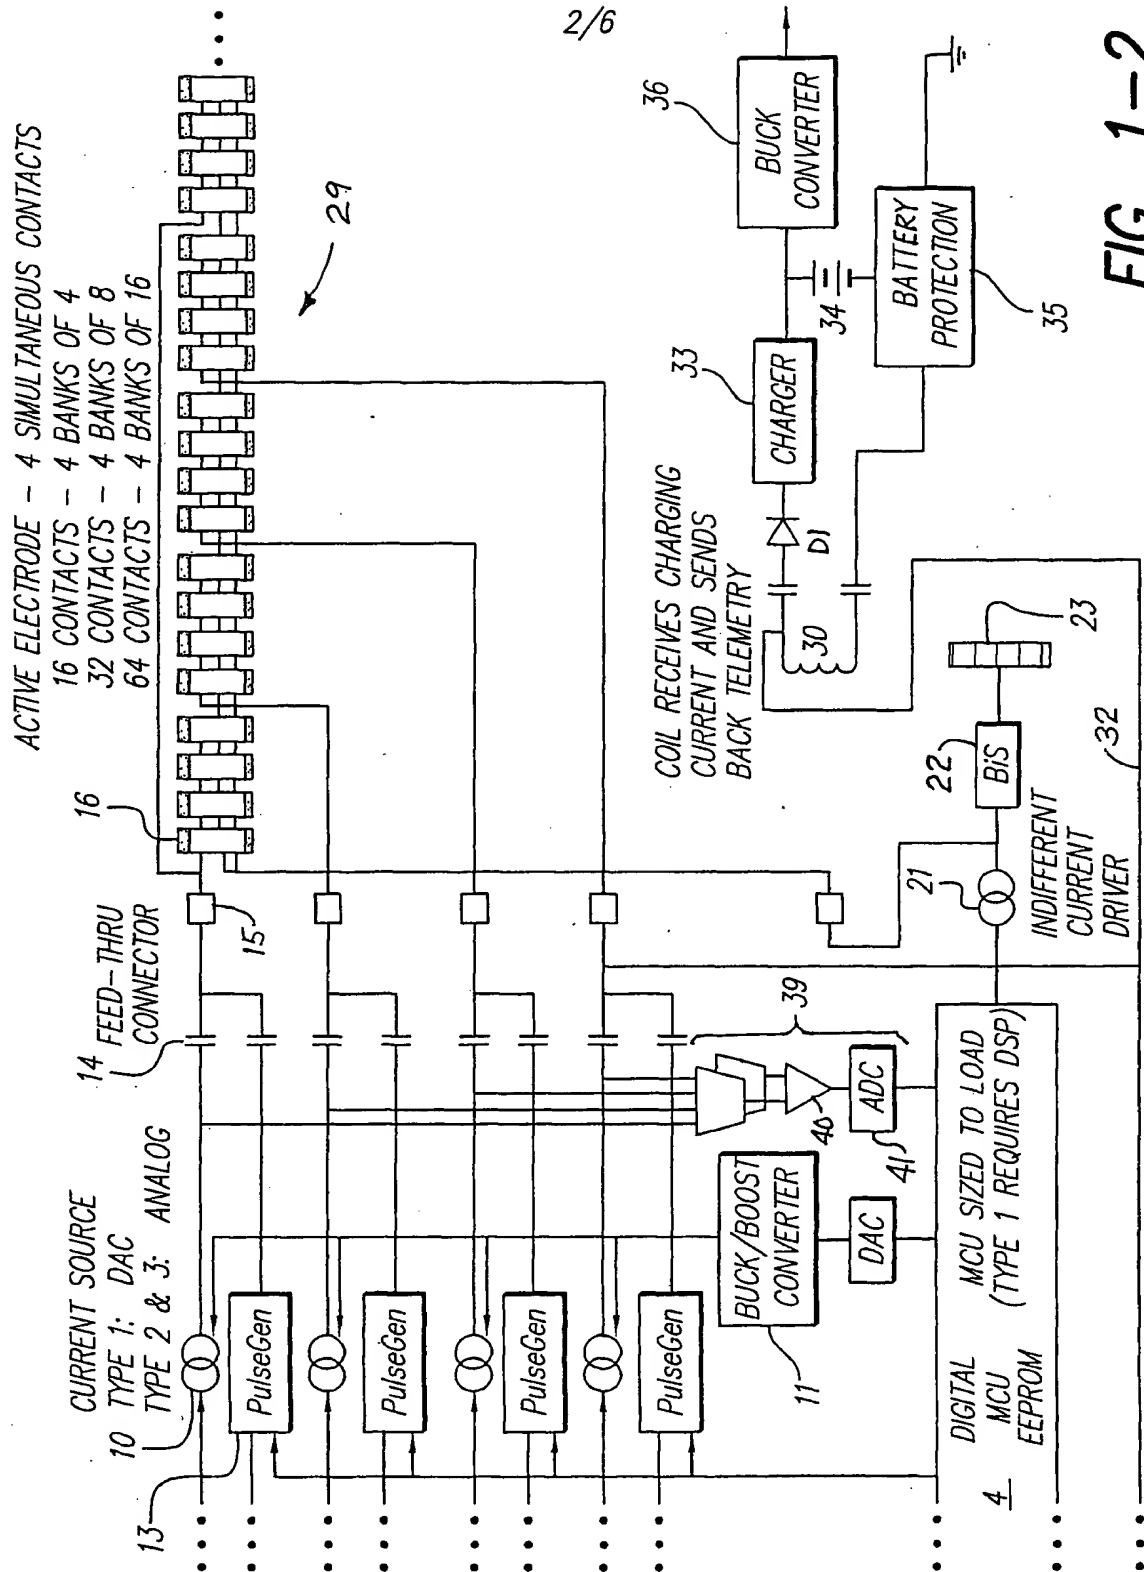 2/6
ACTIVE ELECTRODE – 4 SIMULTANEOUS CONTACTS
16 CONTACTS – 4 BANKS OF 4
32 CONTACTS – 4 BANKS OF 8
64 CONTACTS – 4 BANKS OF 16
29
16
14
FEED-THRU
CONNECTOR
15
CURRENT SOURCE
TYPE 1: DAC
TYPE 2 & 3: ANALOG
10
13
PulseGen
PulseGen
PulseGen
PulseGen
BUCK/BOOST
CONVERTER
11
DAC
39
40
ADC
41
DIGITAL
MCU
EEPROM
4
MCU SIZED TO LOAD
(TYPE 1 REQUIRES DSP)
21
INDIFFERENT
CURRENT
DRIVER
22
BiS
23
32
COIL RECEIVES CHARGING
CURRENT AND SENDS
BACK TELEMETRY
30
D1
33
CHARGER
34
36
BUCK
CONVERTER
BATTERY
PROTECTION
35
FIG. 1-2